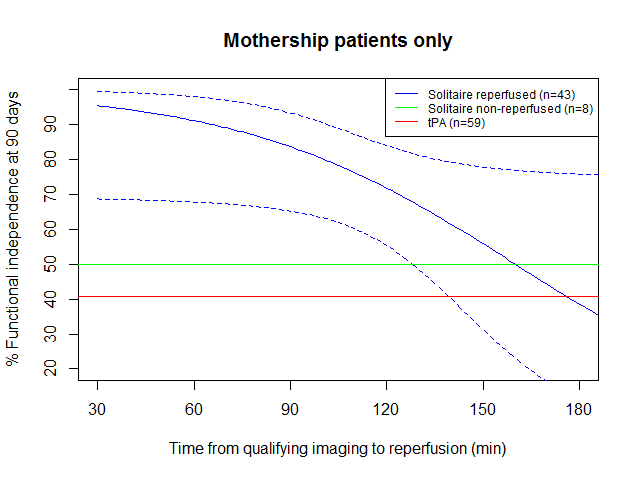 Mothership patients only
Solitaire reperfused (n=43)
Solitaire non-reperfused (n=8)
tPA (n=59)
% Functional independence at 90 days
90
80
70
60
50
40
30
20
30 60 90 120 150 180
Time from qualifying imaging to reperfusion (min)